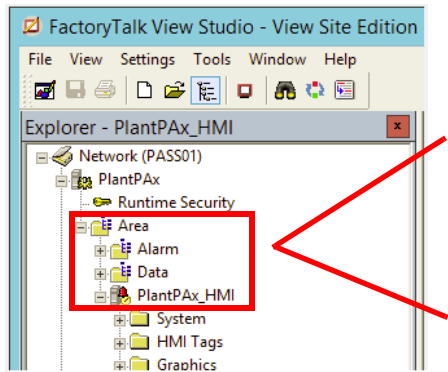 FactoryTalk View Studio - View Site Edition
File View Settings Tools Window Help
Explorer - PlantPAx_HMI
x
Network (PASS01)
PlantPAx
Runtime Security
Area
Alarm
Data
PlantPAx_HMI
System
HMI Tags
Graphics